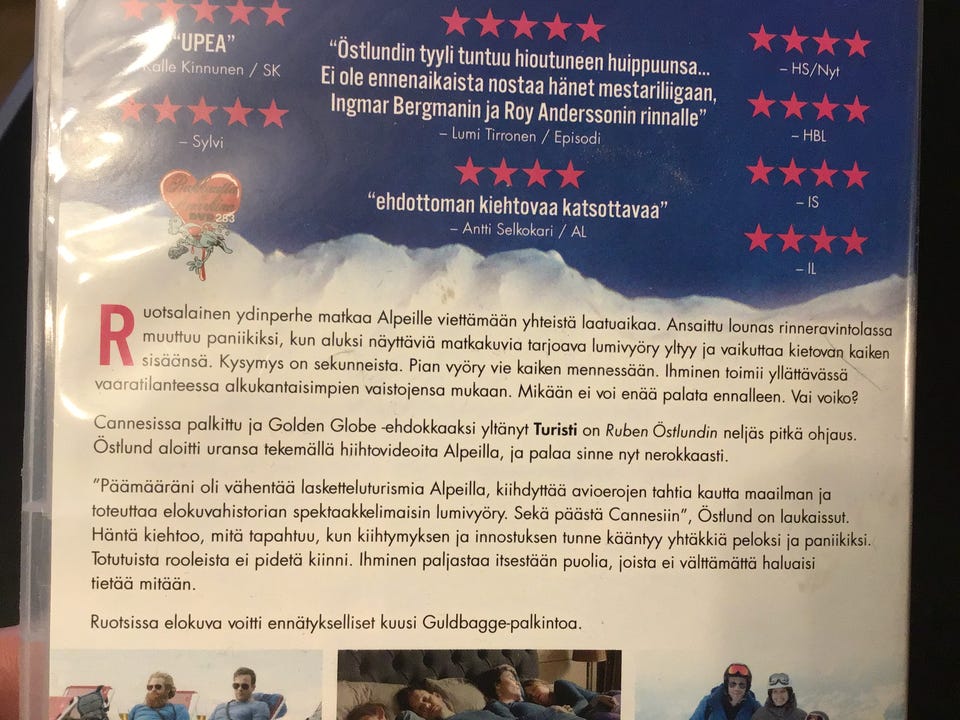 "UPEA"
Kalle Kinnunen / SK
– Sylvi
"Östlundin tyyli tuntuu hioutuneen huippuunsa...
Ei ole ennenaikaista nostaa hänet mestariliigaan,
Ingmar Bergmanin ja Roy Anderssonin rinnalle"
– Lumi Tirronen / Episodi
"ehdottoman kiehtovaa katsottavaa"
– Antti Selkokari / AL
– HS/Nyt
– HBL
– IS
– IL
DVD 253
Ruotsalainen ydinperhe matkaa Alpeille viettämään yhteistä laatuaikaa. Ansaittu lounas rinneravintolassa
muuttuu paniikiksi, kun aluksi näyttäviä matkakuvia tarjoava lumivyöry yltyy ja vaikuttaa kietovan kaiken
sisäänsä. Kysymys on sekunneista. Pian vyöry vie kaiken mennessään. Ihminen toimii yllättävässä
vaaratilanteessa alkukantaisimpien vaistojensa mukaan. Mikään ei voi enää palata ennalleen. Vai voiko?
Cannesissa palkittu ja Golden Globe -ehdokkaaksi yltänyt Turisti on Ruben Östlundin neljäs pitkä ohjaus.
Östlund aloitti uransa tekemällä hiihtovideoita Alpeilla, ja palaa sinne nyt nerokkaasti.
"Päämääräni oli vähentää lasketteluturismia Alpeilla, kiihdyttää avioerojen tahtia kautta maailman ja
toteuttaa elokuvahistorian spektaakkelimaisin lumivyöry. Sekä päästä Cannesiin", Östlund on laukaissut.
Häntä kiehtoo, mitä tapahtuu, kun kiihtymyksen ja innostuksen tunne kääntyy yhtäkkiä peloksi ja paniikiksi.
Totutuista rooleista ei pidetä kiinni. Ihminen paljastaa itsestään puolia, joista ei välttämättä haluaisi
tietää mitään.
Ruotsissa elokuva voitti ennätykselliset kuusi Guldbagge-palkintoa.